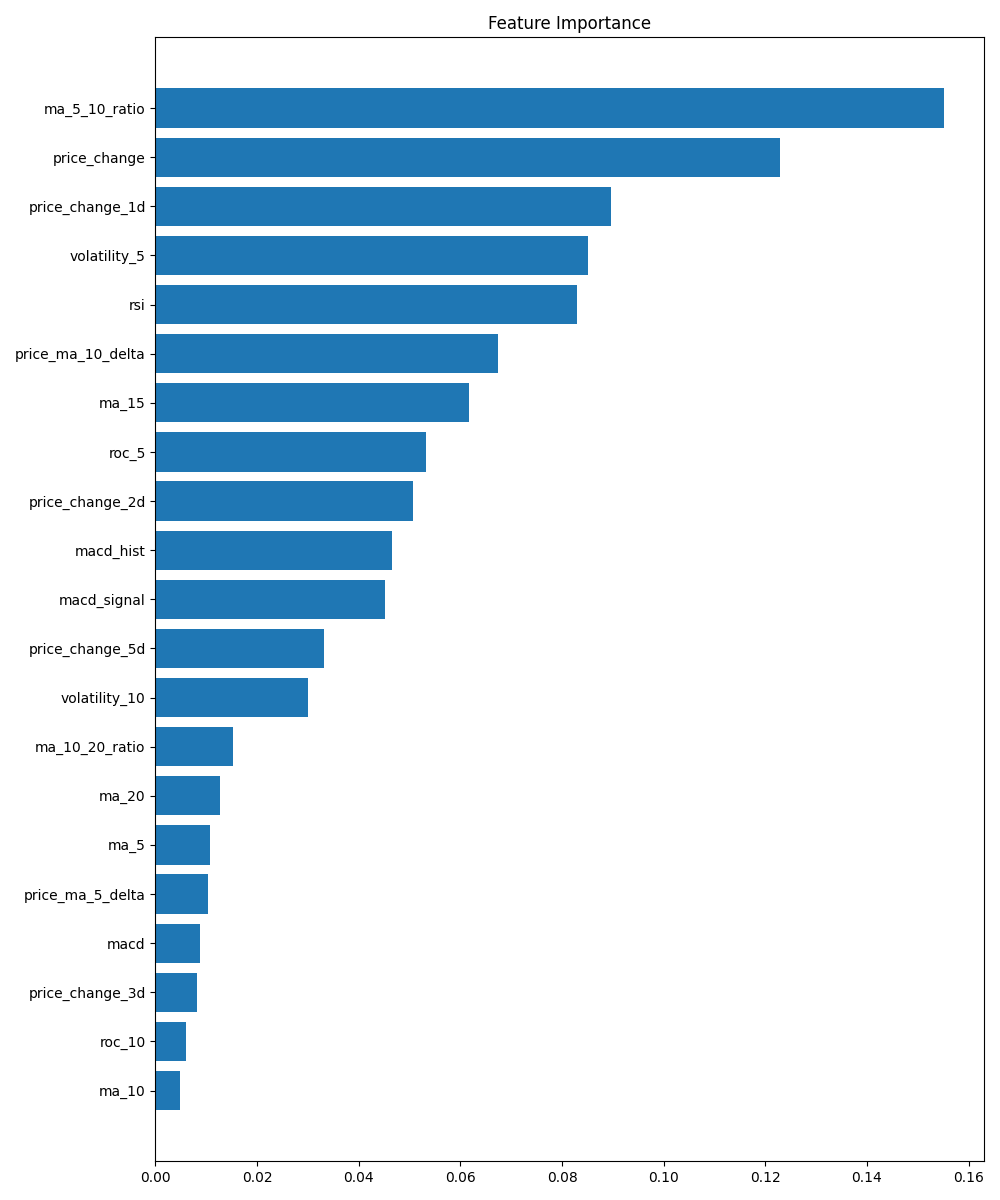 Feature Importance
ma_5_10_ratio
price_change
price_change_1d
volatility_5
rsi
price_ma_10_delta
ma_15
roc_5
price_change_2d
macd_hist
macd_signal
price_change_5d
volatility_10
ma_10_20_ratio
ma_20
ma_5
price_ma_5_delta
macd
price_change_3d
roc_10
ma_10
0.00 0.02 0.04 0.06 0.08 0.10 0.12 0.14 0.16